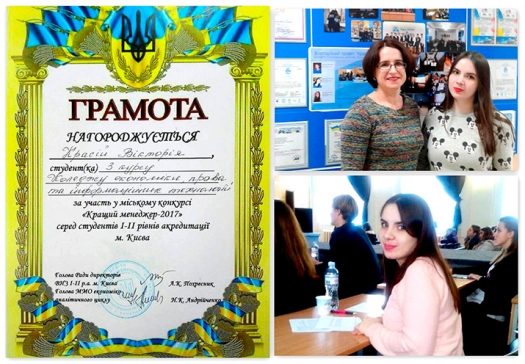 ГРАМОТА
НАГОРОДЖУЄТЬСЯ
Красій Вікторія
студент(ка) 3 курсу
Коледжу економіки права
та інформаційних технологій
за участь у міському конкурсі
«Кращий менеджер-2017»
серед студентів I-II рівнів акредитації
м. Києва
Голова Ради директорів
ВНЗ I-II р.а. м. Києва А.К. Похресник
Голова ММО економіко-
аналітичного циклу Н.К. Андрійченко